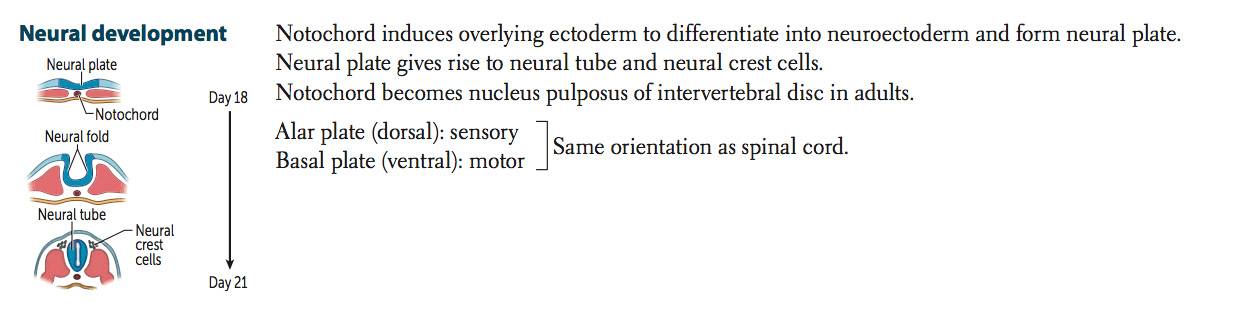 Neural development
Neural plate
Notochord
Neural fold
Neural tube
Neural
crest
cells
Day 18
Day 21
Notochord induces overlying ectoderm to differentiate into neuroectoderm and form neural plate.
Neural plate gives rise to neural tube and neural crest cells.
Notochord becomes nucleus pulposus of intervertebral disc in adults.
Alar plate (dorsal): sensory
Basal plate (ventral): motor
Same orientation as spinal cord.